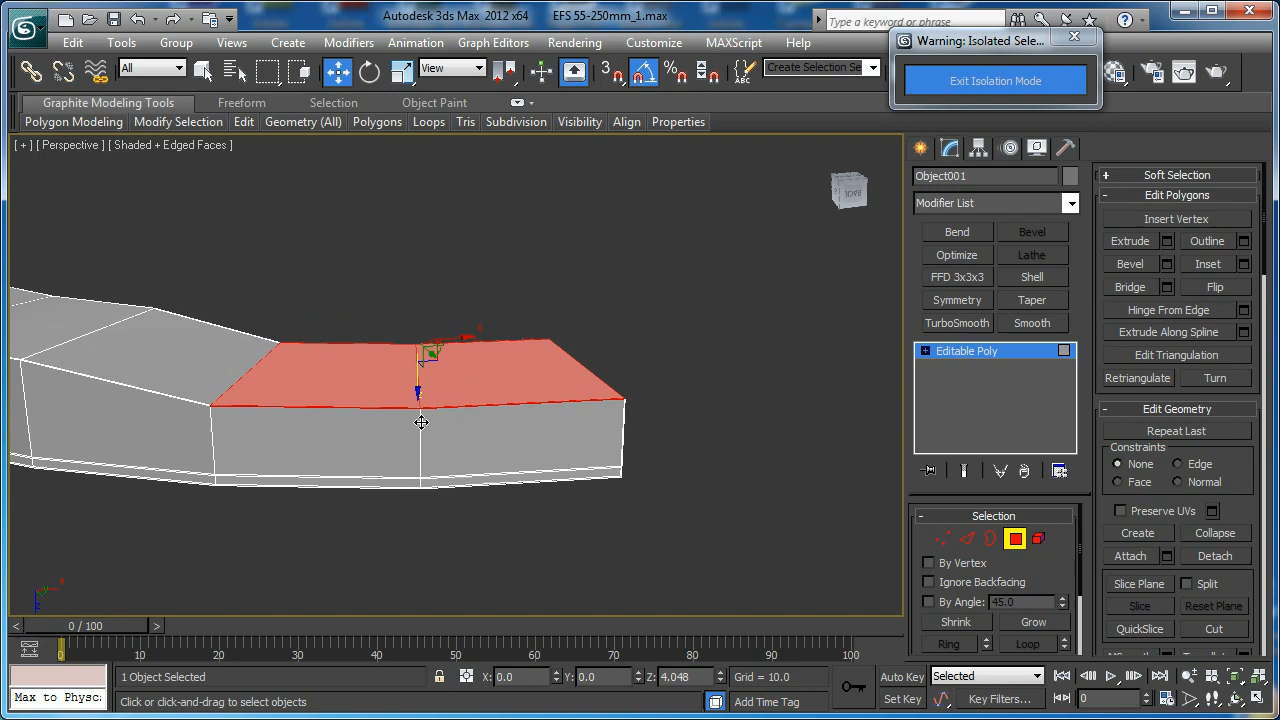 Autodesk 3ds Max 2012 x64 EFS 55-250mm_1.max
Type a keyword or phrase
Edit Tools Group Views Create Modifiers Animation Graph Editors Rendering Customize MAXScript Help
Warning: Isolated Sele...
Exit Isolation Mode
All View 3 Create Selection Se
Graphite Modeling Tools Freeform Selection Object Paint
Polygon Modeling Modify Selection Edit Geometry (All) Polygons Loops Tris Subdivision Visibility Align Properties
[ + ] [ Perspective ] [ Shaded + Edged Faces ]
Object001
Modifier List
Bend Bevel
Optimize Lathe
FFD 3x3x3 Shell
Symmetry Taper
TurboSmooth Smooth
Editable Poly
Selection
By Vertex
Ignore Backfacing
By Angle: 45.0
Shrink Grow
Ring Loop
Soft Selection
Edit Polygons
Insert Vertex
Extrude Outline
Bevel Inset
Bridge Flip
Hinge From Edge
Extrude Along Spline
Edit Triangulation
Retriangulate Turn
Edit Geometry
Repeat Last
Constraints
None Edge
Face Normal
Preserve UVs
Create Collapse
Attach Detach
Slice Plane Split
Slice Reset Plane
QuickSlice Cut
x
z
x
< 0 / 100 >
0 10 20 30 40 50 60 70 80 90 100
1 Object Selected X: 0.0 Y: 0.0 Z: 4.048 Grid = 10.0 Auto Key Selected
Max to Physc Click or click-and-drag to select objects Add Time Tag Set Key Key Filters... 0